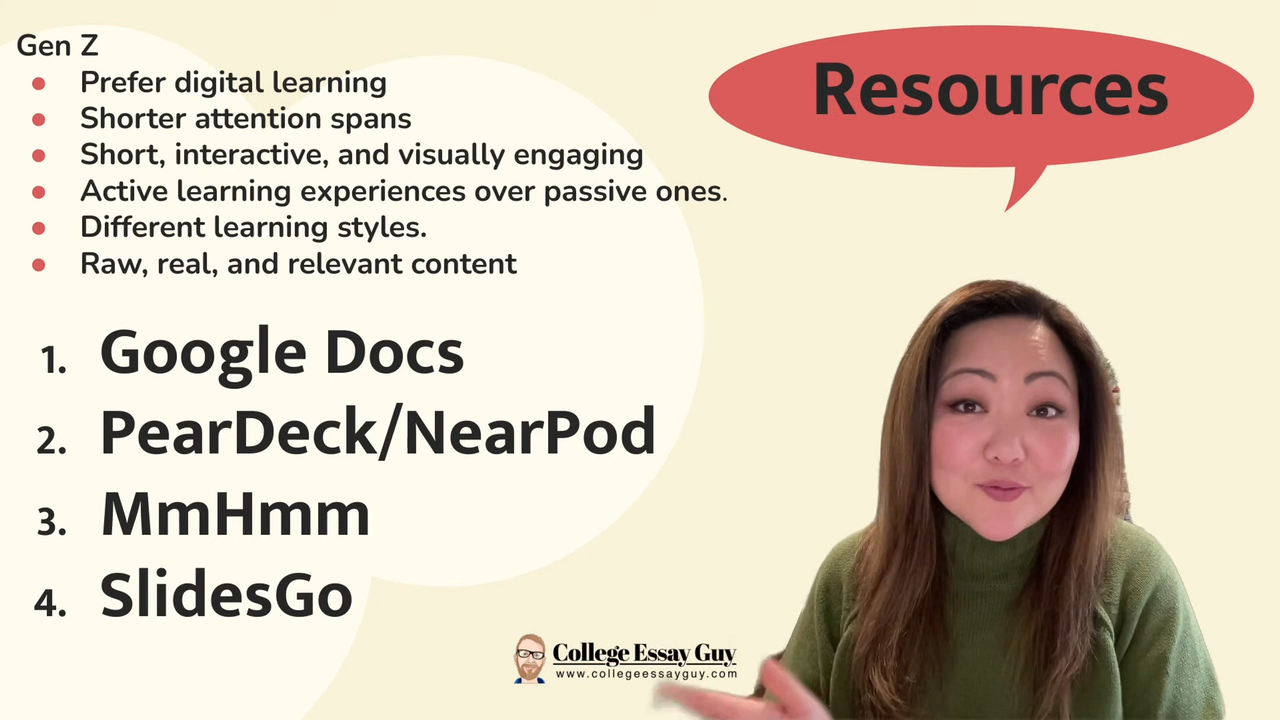 Gen Z
● Prefer digital learning
● Shorter attention spans
● Short, interactive, and visually engaging
● Active learning experiences over passive ones.
● Different learning styles.
● Raw, real, and relevant content
Resources
1. Google Docs
2. PearDeck/NearPod
3. MmHmm
4. SlidesGo
College Essay Guy
www.collegeessayguy.com